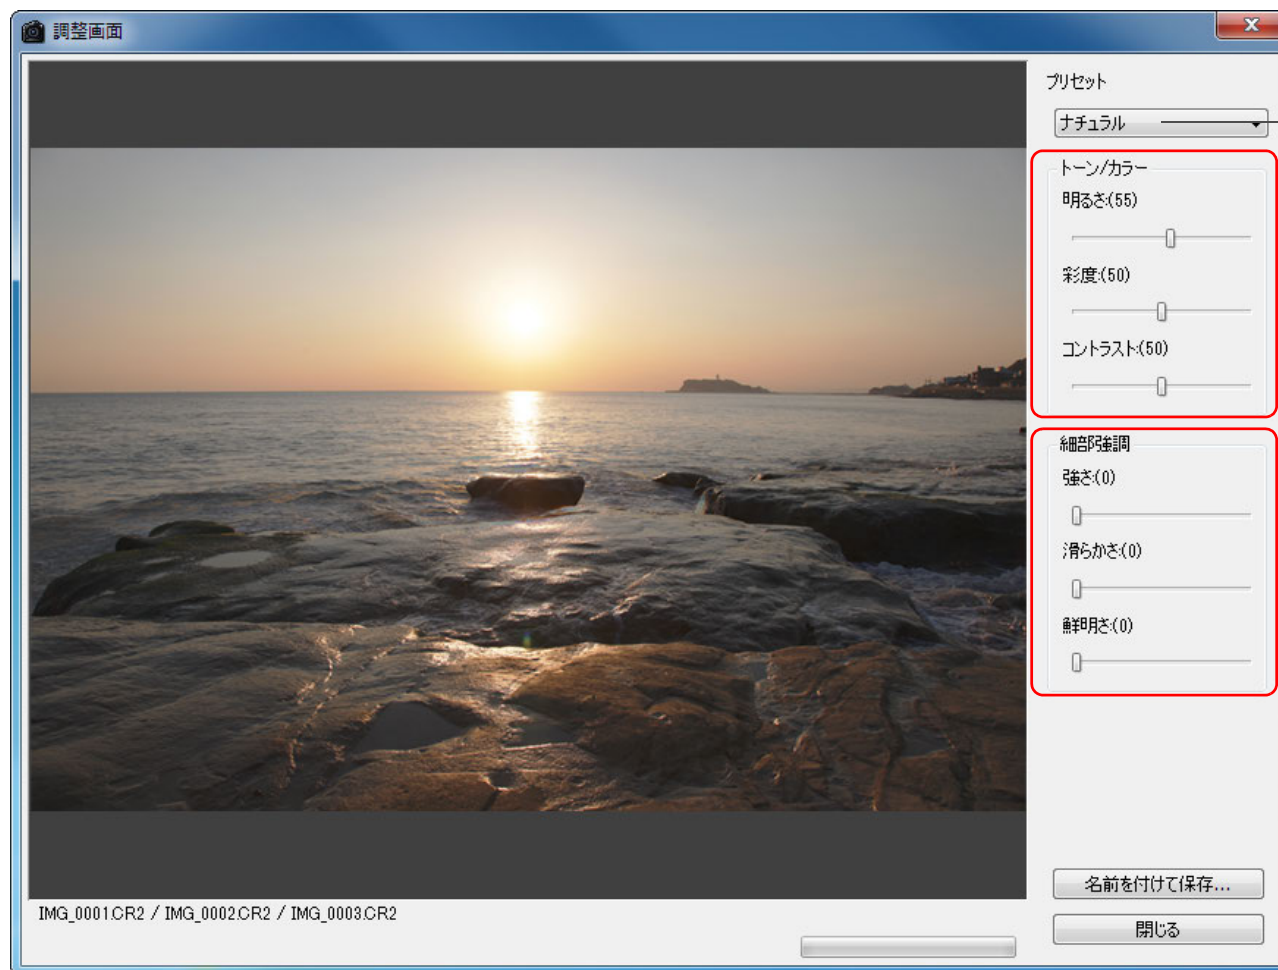 調整画面
プリセット
ナチュラル
トーン/カラー
明るさ:(55)
彩度:(50)
コントラスト:(50)
細部強調
強さ:(0)
滑らかさ:(0)
鮮明さ:(0)
名前を付けて保存...
IMG_0001.CR2 / IMG_0002.CR2 / IMG_0003.CR2
閉じる